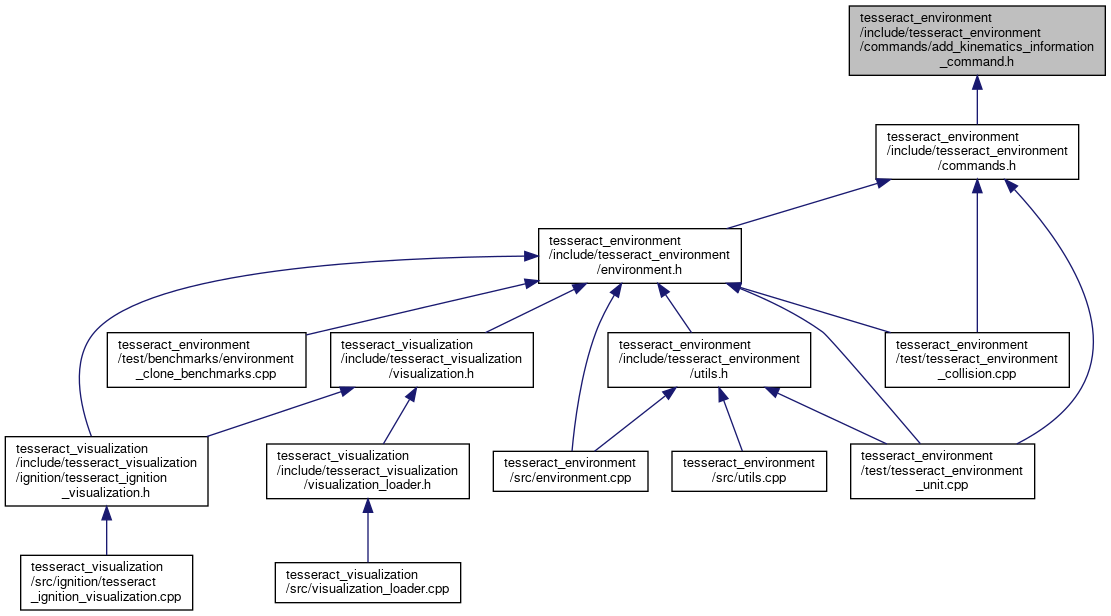 tesseract_environment
/include/tesseract_environment
/commands/add_kinematics_information
_command.h
tesseract_environment
/include/tesseract_environment
/commands.h
tesseract_environment
/include/tesseract_environment
/environment.h
tesseract_environment
/test/benchmarks/environment
_clone_benchmarks.cpp
tesseract_visualization
/include/tesseract_visualization
/visualization.h
tesseract_environment
/include/tesseract_environment
/utils.h
tesseract_environment
/test/tesseract_environment
_collision.cpp
tesseract_visualization
/include/tesseract_visualization
/ignition/tesseract_ignition
_visualization.h
tesseract_visualization
/include/tesseract_visualization
/visualization_loader.h
tesseract_environment
/src/environment.cpp
tesseract_environment
/src/utils.cpp
tesseract_environment
/test/tesseract_environment
_unit.cpp
tesseract_visualization
/src/ignition/tesseract
_ignition_visualization.cpp
tesseract_visualization
/src/visualization_loader.cpp